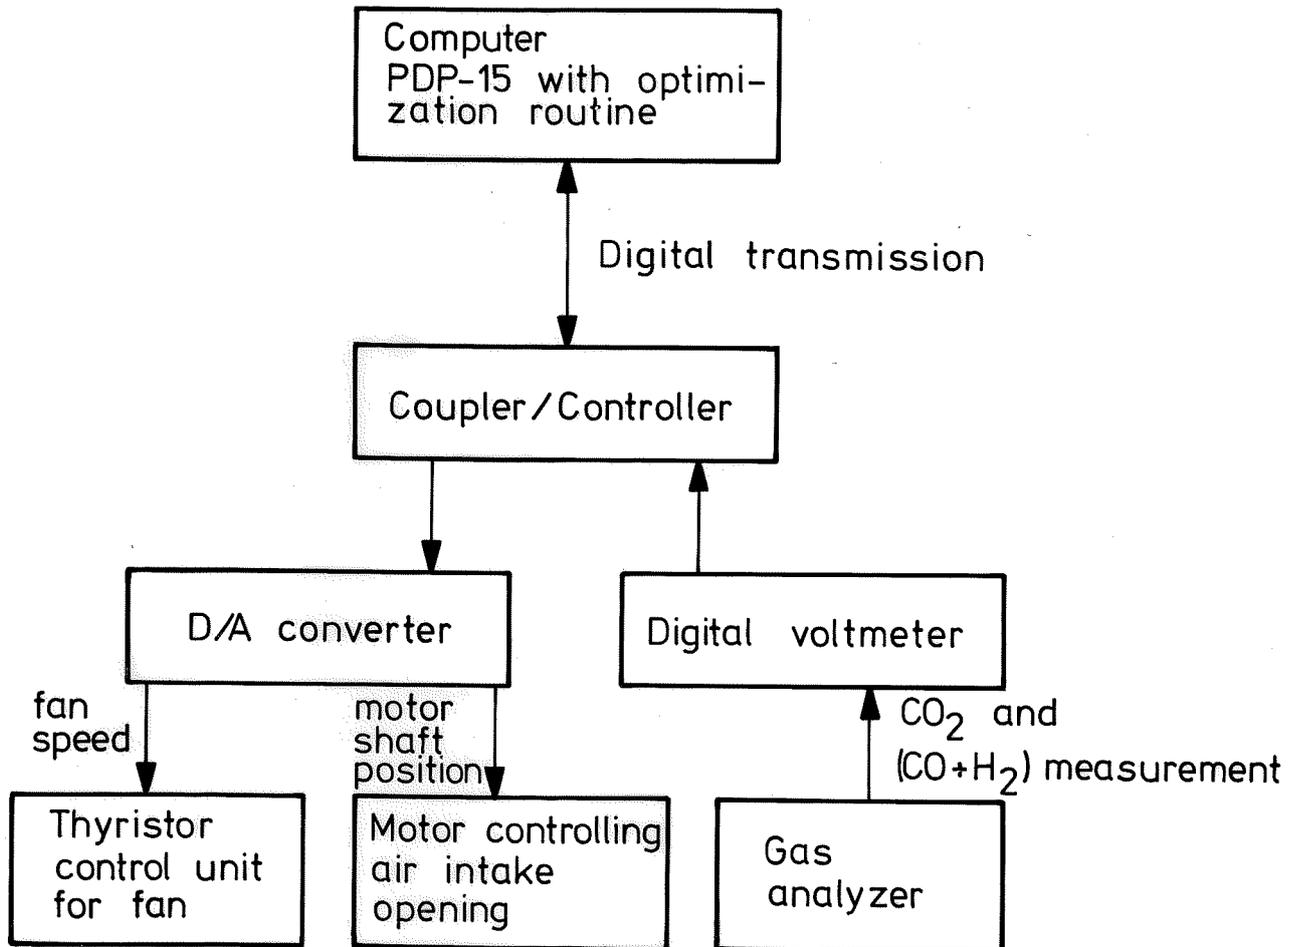 Computer
PDP-15 with optimi-
zation routine
Digital transmission
Coupler/Controller
D/A converter
Digital voltmeter
fan
speed
motor
shaft
position
CO2 and
(CO+H2) measurement
Thyristor
control unit
for fan
Motor controlling
air intake
opening
Gas
analyzer